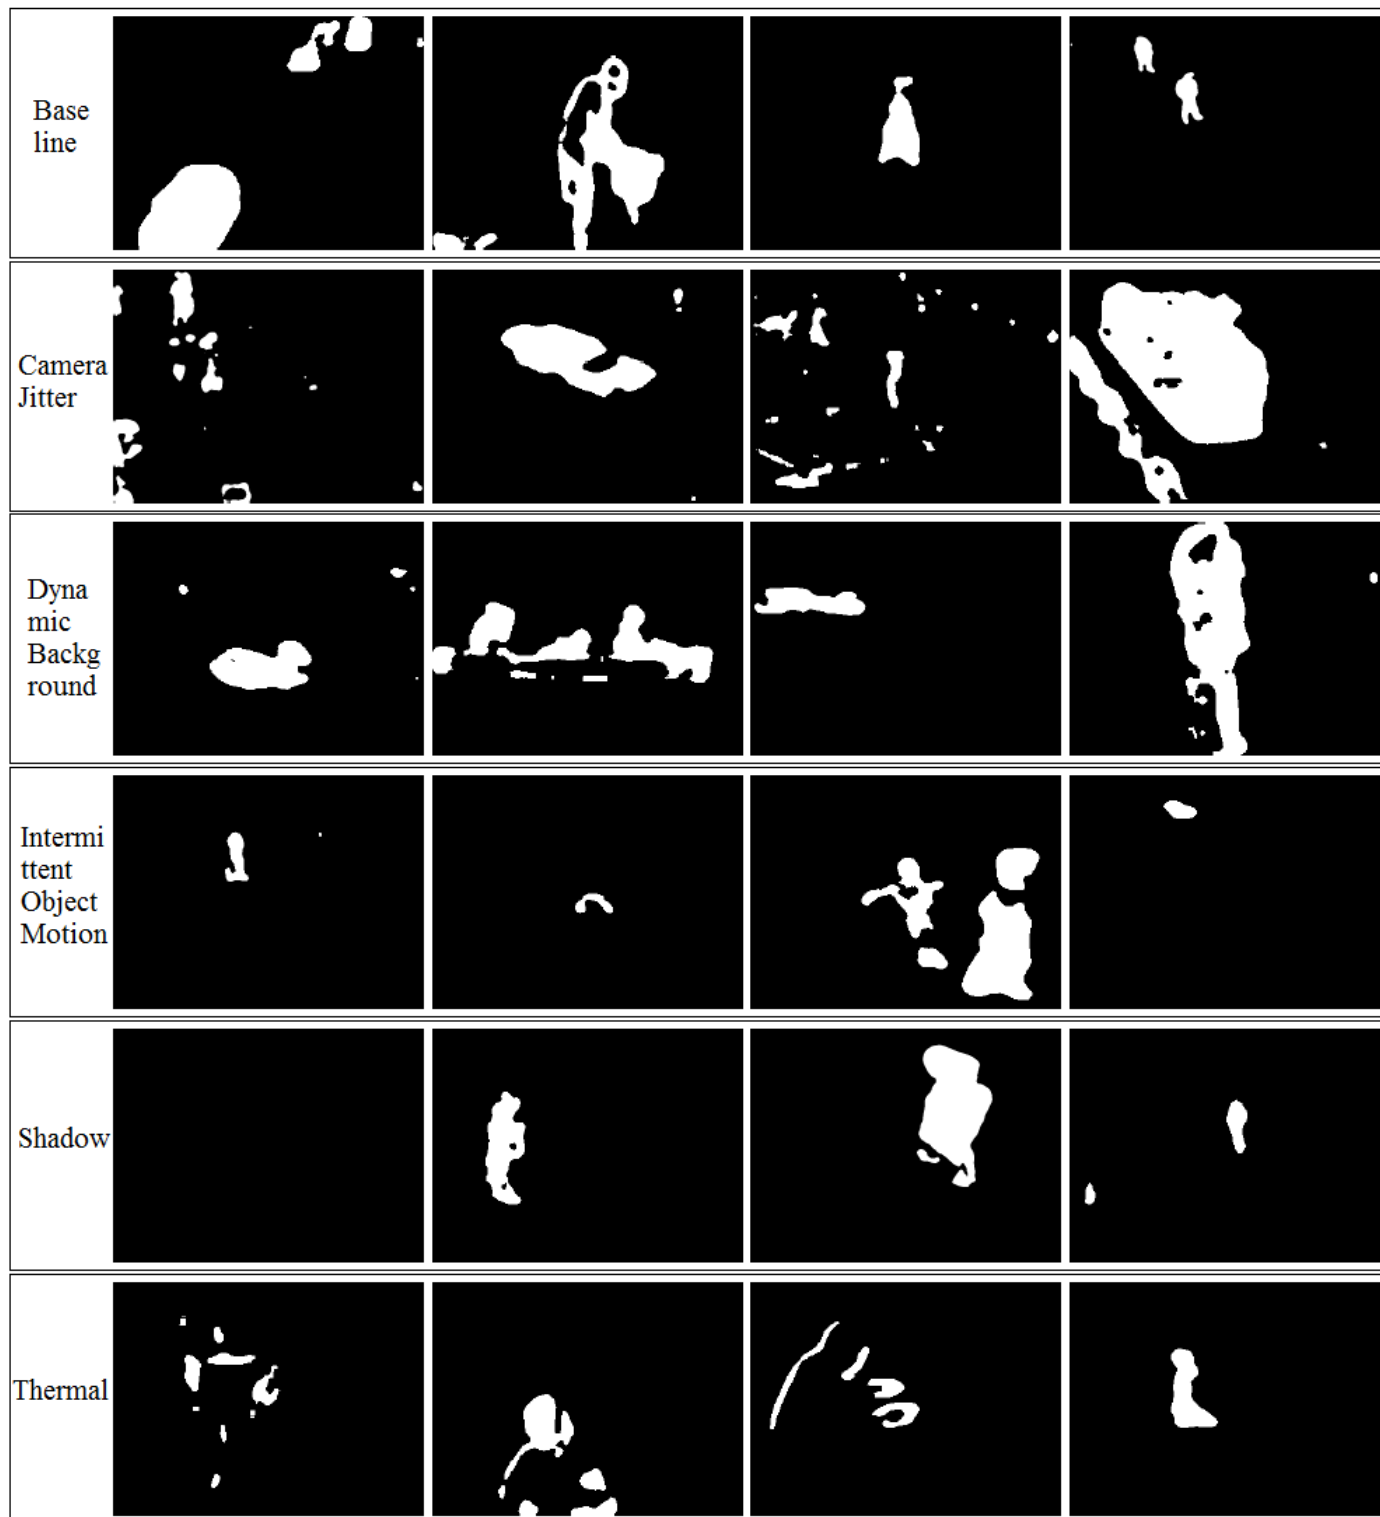 Base
line
Camera
Jitter
Dyna
mic
Backg
round
Intermi
ttent
Object
Motion
Shadow
Thermal